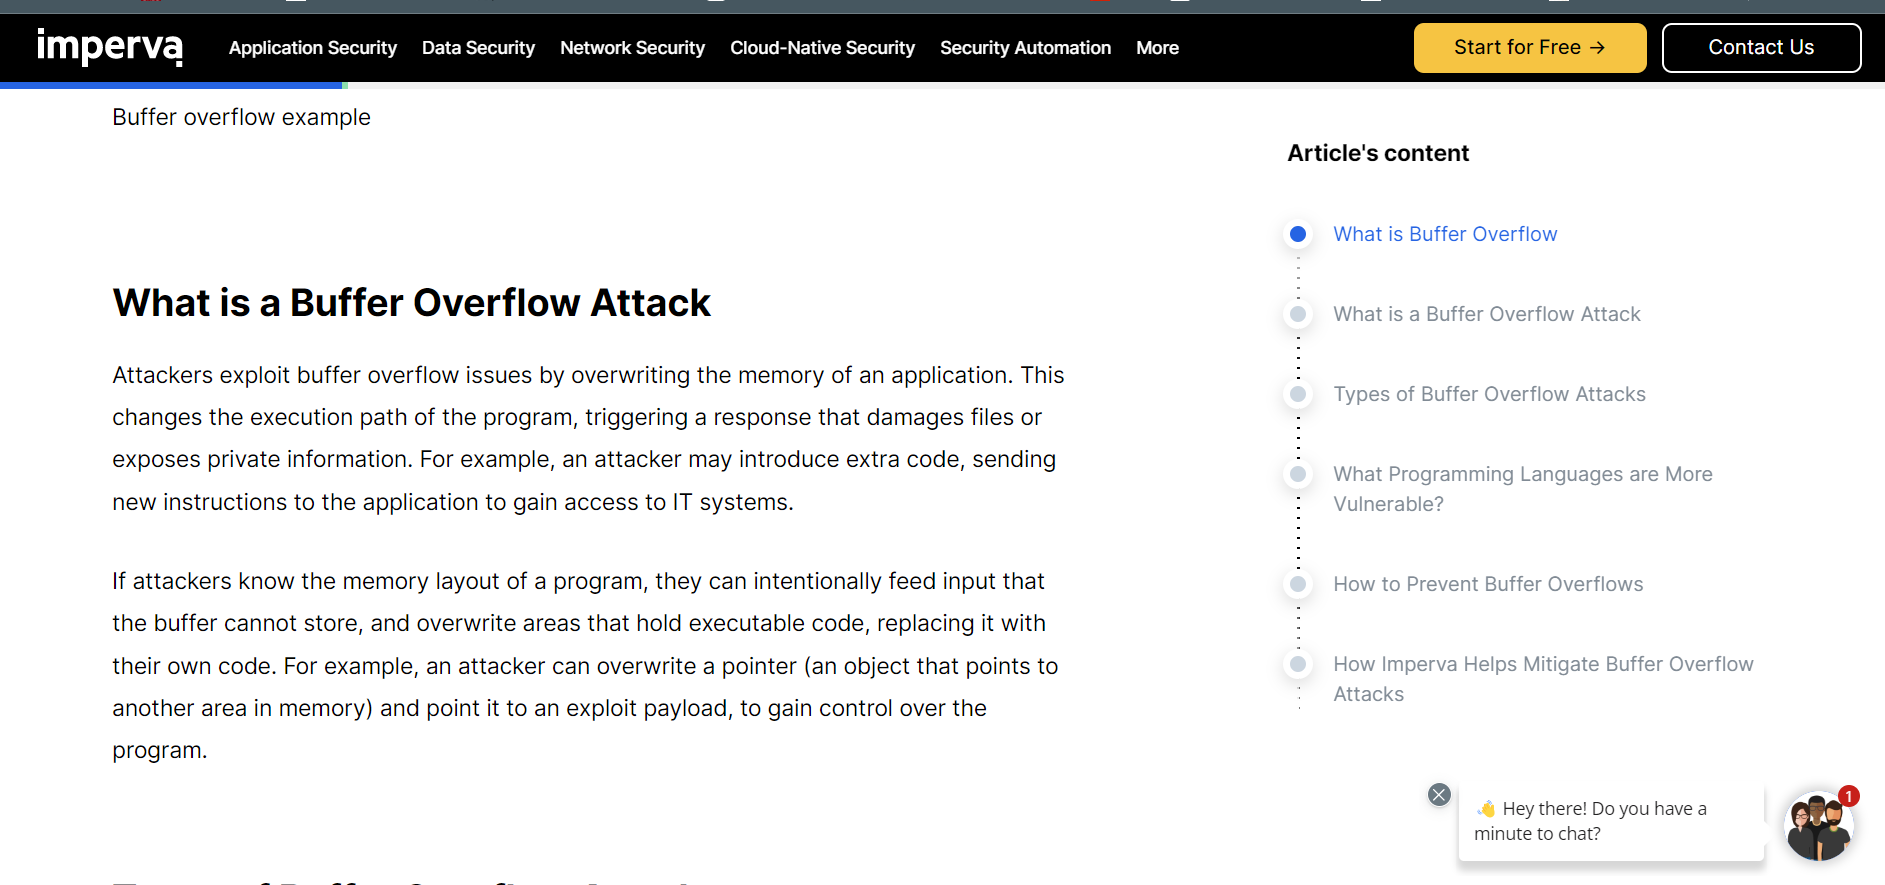 imperva
Application Security
Data Security
Network Security
Cloud-Native Security
Security Automation
More
Start for Free →
Contact Us
Buffer overflow example
What is a Buffer Overflow Attack
Attackers exploit buffer overflow issues by overwriting the memory of an application. This
changes the execution path of the program, triggering a response that damages files or
exposes private information. For example, an attacker may introduce extra code, sending
new instructions to the application to gain access to IT systems.
If attackers know the memory layout of a program, they can intentionally feed input that
the buffer cannot store, and overwrite areas that hold executable code, replacing it with
their own code. For example, an attacker can overwrite a pointer (an object that points to
another area in memory) and point it to an exploit payload, to gain control over the
program.
Article's content
What is Buffer Overflow
What is a Buffer Overflow Attack
Types of Buffer Overflow Attacks
What Programming Languages are More
Vulnerable?
How to Prevent Buffer Overflows
How Imperva Helps Mitigate Buffer Overflow
Attacks
👋 Hey there! Do you have a
minute to chat?
1